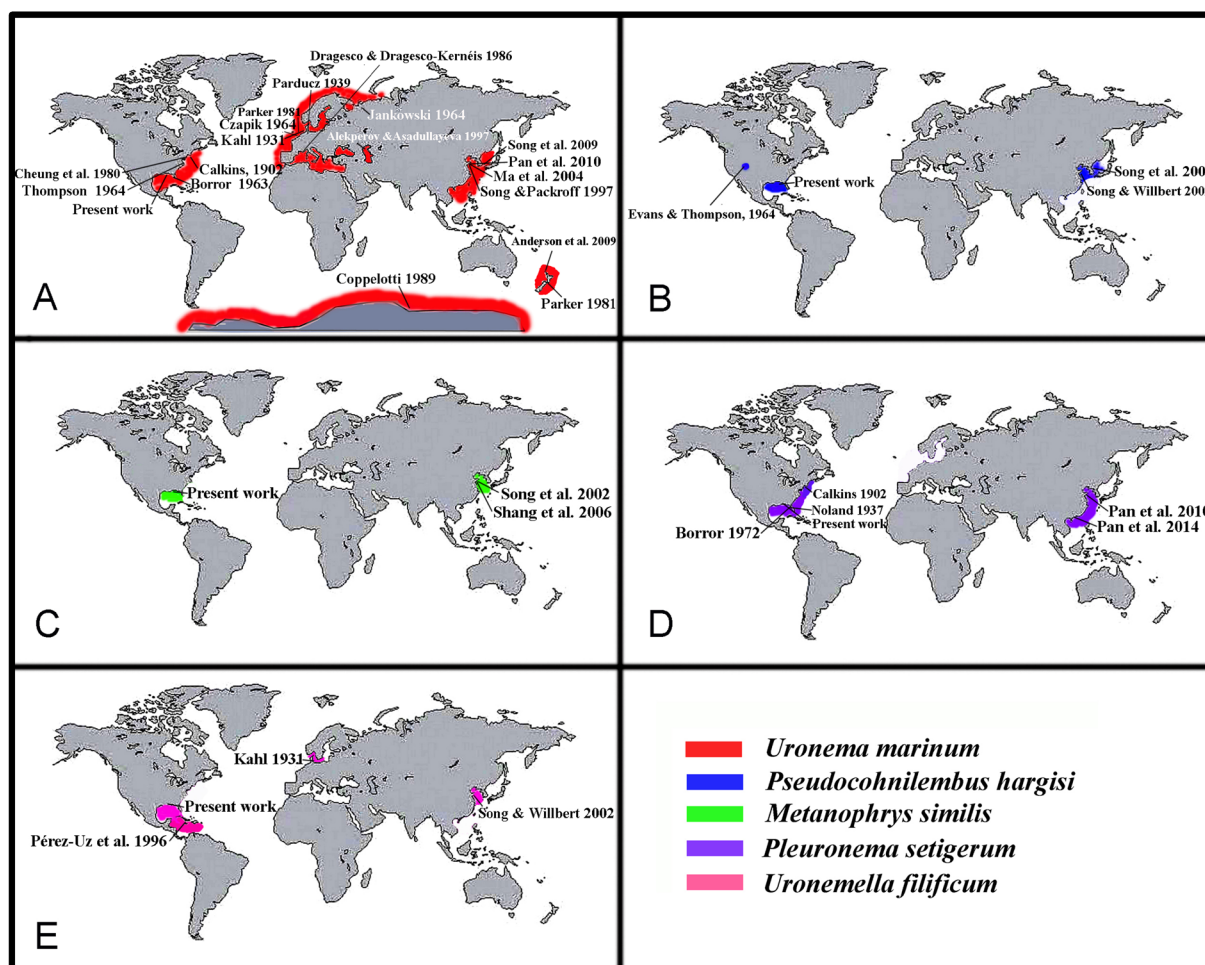 Dragesco & Dragesco-Kernéis 1986
Parducz 1939
Parker 1981
Jankowski 1964
Czapik 1964
Kahl 1931
Alekperov &Asadullayeva 1997
Song et al. 2009
Pan et al. 2010
Ma et al. 2004
Song &Packroff 1997
Cheung et al. 1980
Calkins, 1902
Thompson 1964
Borror 1963
Present work
Anderson et al. 2009
Coppelotti 1989
Parker 1981
A
Present work
Evans & Thompson, 1964
Song et al. 200
Song & Willbert 200
B
Present work
Song et al. 2002
Shang et al. 2006
C
Calkins 1902
Noland 1937
Present work
Borror 1972
Pan et al. 2010
Pan et al. 2014
D
Kahl 1931
Present work
Pérez-Uz et al. 1996
Song & Willbert 2002
E
Uronema marinum
Pseudocohnilembus hargisi
Metanophrys similis
Pleuronema setigerum
Uronemella filificum